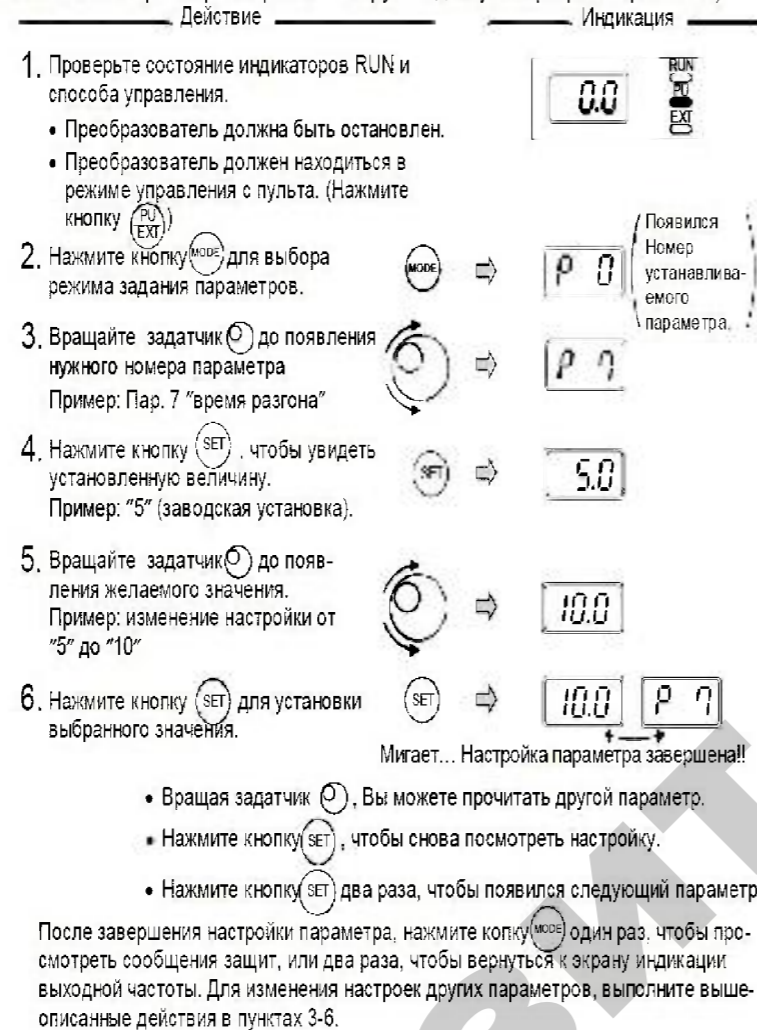 Действие Индикация
1. Проверьте состояние индикаторов RUN и
способа управления.
0.0
RUN
PU
EXT
• Преобразователь должна быть остановлен.
• Преобразователь должен находиться в
режиме управления с пульта. (Нажмите
кнопку PU EXT)
2. Нажмите кнопку MODE для выбора
режима задания параметров.
MODE
P 0
Появился
Номер
устанавлива-
емого
параметра.
3. Вращайте задатчик до появления
нужного номера параметра
Пример: Пар. 7 "время разгона"
P 7
4. Нажмите кнопку SET , чтобы увидеть
установленную величину.
Пример: "5" (заводская установка).
SET
5.0
5. Вращайте задатчик до появ-
ления желаемого значения.
Пример: изменение настройки от
"5" до "10"
10.0
6. Нажмите кнопку SET для установки
выбранного значения.
SET
10.0 P 7
Мигает... Настройка параметра завершена!!
• Вращая задатчик , Вы можете прочитать другой параметр.
• Нажмите кнопку SET , чтобы снова посмотреть настройку.
• Нажмите кнопку SET два раза, чтобы появился следующий параметр
После завершения настройки параметра, нажмите копку MODE один раз, чтобы про-
смотреть сообщения защит, или два раза, чтобы вернуться к экрану индикации
выходной частоты. Для изменения настроек других параметров, выполните выше-
описанные действия в пунктах 3-6.